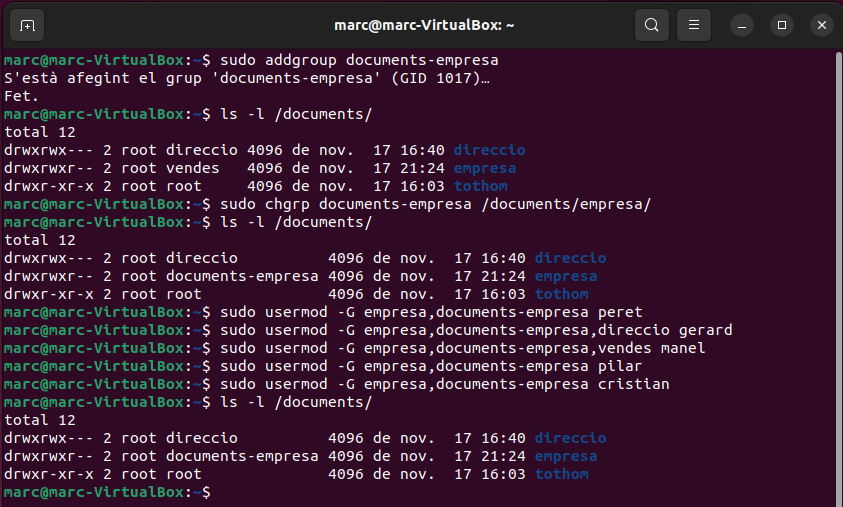 marc@marc-VirtualBox: ~
marc@marc-VirtualBox:~$ sudo addgroup documents-empresa
S'està afegint el grup 'documents-empresa' (GID 1017)…
Fet.
marc@marc-VirtualBox:~$ ls -l /documents/
total 12
drwxrwx--- 2 root direccio 4096 de nov.  17 16:40 direccio
drwxrwxr-- 2 root vendes   4096 de nov.  17 21:24 empresa
drwxr-xr-x 2 root root     4096 de nov.  17 16:03 tothom
marc@marc-VirtualBox:~$ sudo chgrp documents-empresa /documents/empresa/
marc@marc-VirtualBox:~$ ls -l /documents/
total 12
drwxrwx--- 2 root direccio          4096 de nov.  17 16:40 direccio
drwxrwxr-- 2 root documents-empresa 4096 de nov.  17 21:24 empresa
drwxr-xr-x 2 root root              4096 de nov.  17 16:03 tothom
marc@marc-VirtualBox:~$ sudo usermod -G empresa,documents-empresa peret
marc@marc-VirtualBox:~$ sudo usermod -G empresa,documents-empresa,direccio gerard
marc@marc-VirtualBox:~$ sudo usermod -G empresa,documents-empresa,vendes manel
marc@marc-VirtualBox:~$ sudo usermod -G empresa,documents-empresa pilar
marc@marc-VirtualBox:~$ sudo usermod -G empresa,documents-empresa cristian
marc@marc-VirtualBox:~$ ls -l /documents/
total 12
drwxrwx--- 2 root direccio          4096 de nov.  17 16:40 direccio
drwxrwxr-- 2 root documents-empresa 4096 de nov.  17 21:24 empresa
drwxr-xr-x 2 root root              4096 de nov.  17 16:03 tothom
marc@marc-VirtualBox:~$